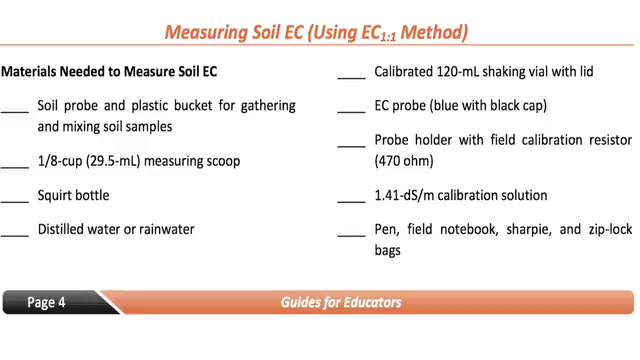 Measuring Soil EC (Using EC1:1 Method)
Materials Needed to Measure Soil EC
____ Soil probe and plastic bucket for gathering
and mixing soil samples
____ 1/8-cup (29.5-mL) measuring scoop
____ Squirt bottle
____ Distilled water or rainwater
____ Calibrated 120-mL shaking vial with lid
____ EC probe (blue with black cap)
____ Probe holder with field calibration resistor
(470 ohm)
____ 1.41-dS/m calibration solution
____ Pen, field notebook, sharpie, and zip-lock
bags
Page 4
Guides for Educators